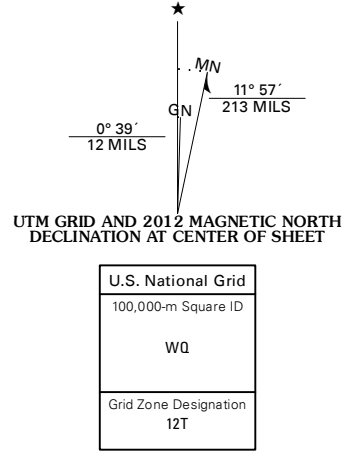 ★
MN
GN
11° 57´
213 MILS
0° 39´
12 MILS
UTM GRID AND 2012 MAGNETIC NORTH
DECLINATION AT CENTER OF SHEET
U.S. National Grid
100,000-m Square ID
WQ
Grid Zone Designation
12T